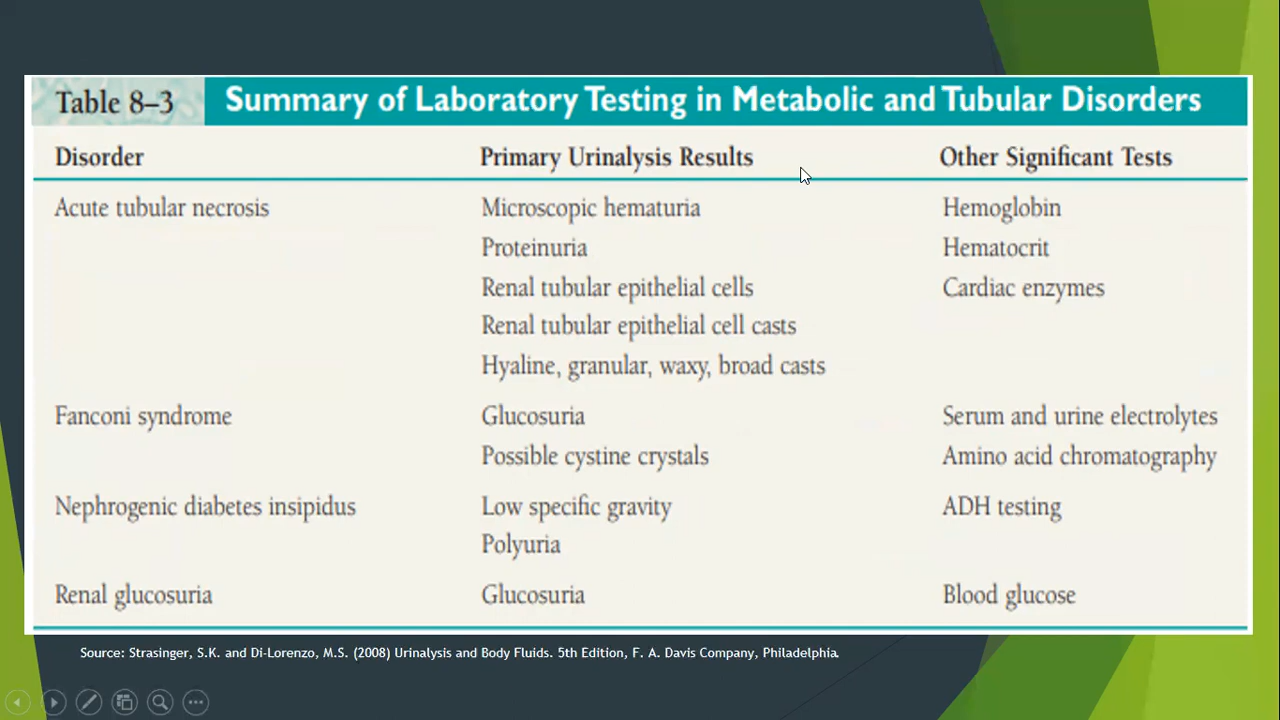 Table 8–3 Summary of Laboratory Testing in Metabolic and Tubular Disorders
Disorder Primary Urinalysis Results Other Significant Tests
Acute tubular necrosis Microscopic hematuria Hemoglobin
Proteinuria Hematocrit
Renal tubular epithelial cells Cardiac enzymes
Renal tubular epithelial cell casts
Hyaline, granular, waxy, broad casts
Fanconi syndrome Glucosuria Serum and urine electrolytes
Possible cystine crystals Amino acid chromatography
Nephrogenic diabetes insipidus Low specific gravity ADH testing
Polyuria
Renal glucosuria Glucosuria Blood glucose
Source: Strasinger, S.K. and Di-Lorenzo, M.S. (2008) Urinalysis and Body Fluids. 5th Edition, F. A. Davis Company, Philadelphia.